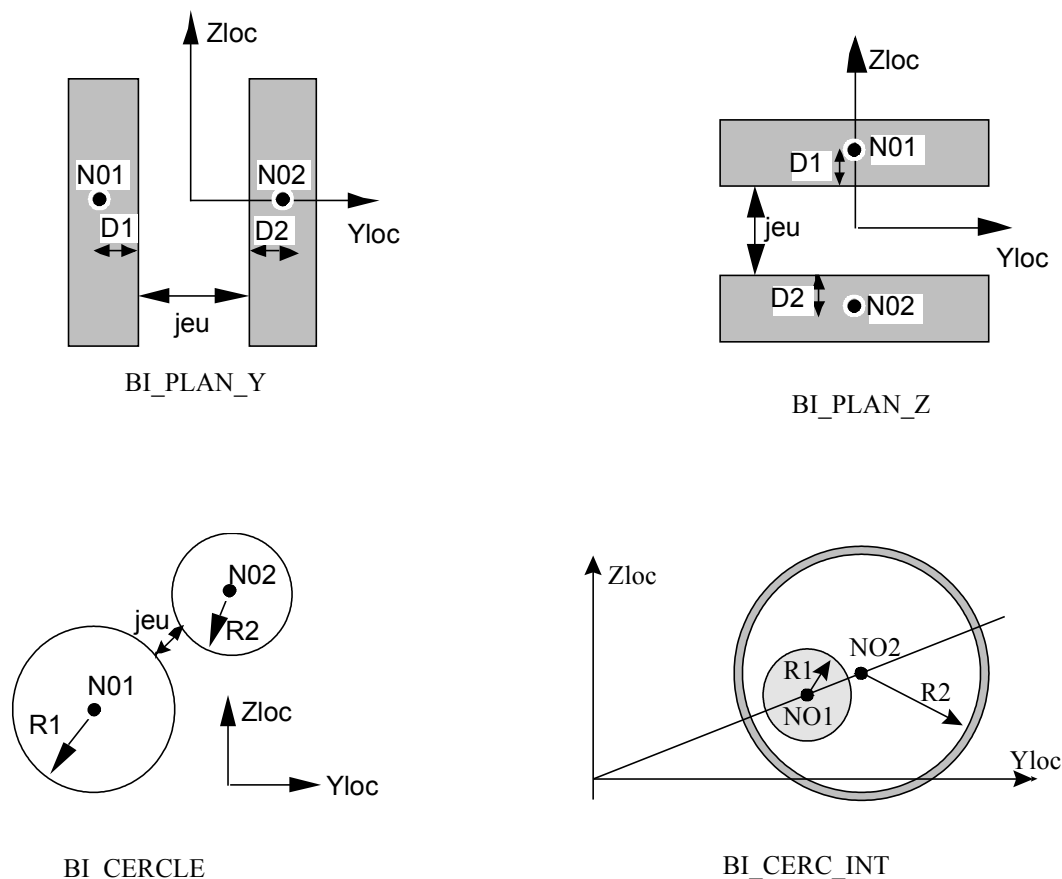 Zloc
N01
N02
D1
D2
Yloc
jeu
BI_PLAN_Y
Zloc
N01
D1
jeu
Yloc
D2
N02
BI_PLAN_Z
N02
jeu
R2
N01
R1
Zloc
Yloc
BI_CERCLE
Zloc
NO2
R1
R2
NO1
Yloc
BI_CERC_INT